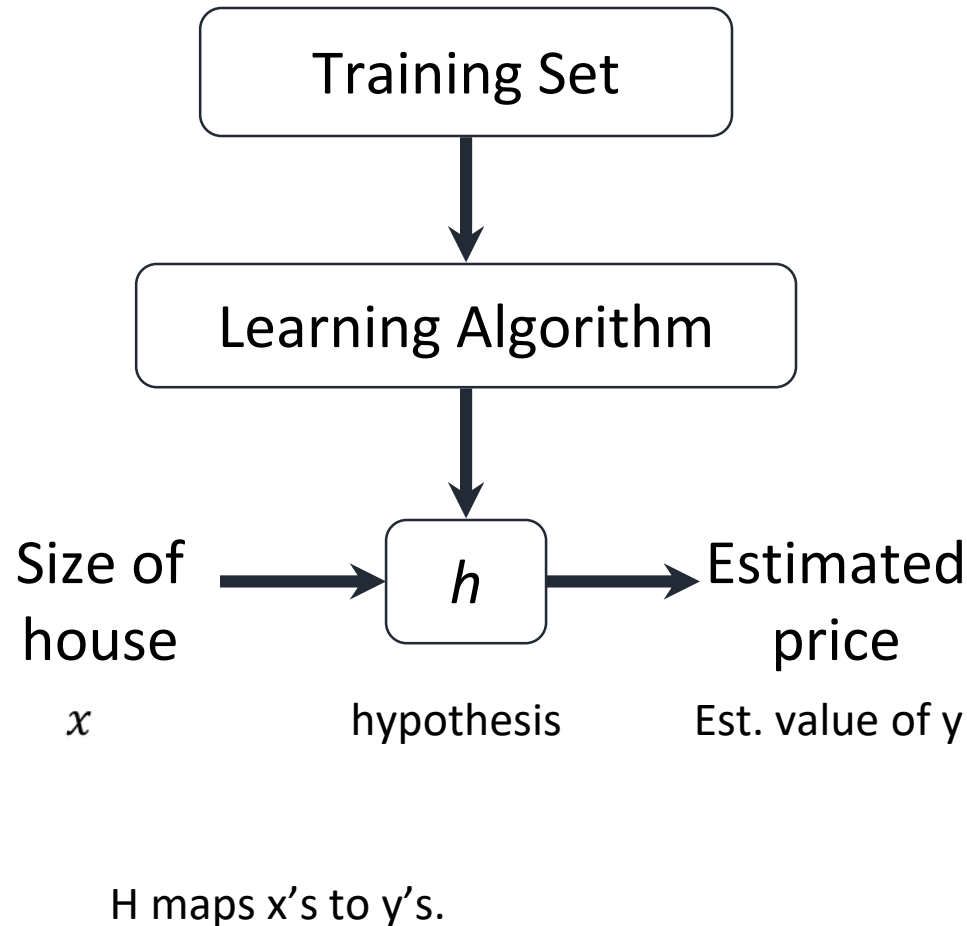 Training Set
Learning Algorithm
Size of
house
h
Estimated
price
x
hypothesis
Est. value of y
H maps x’s to y’s.